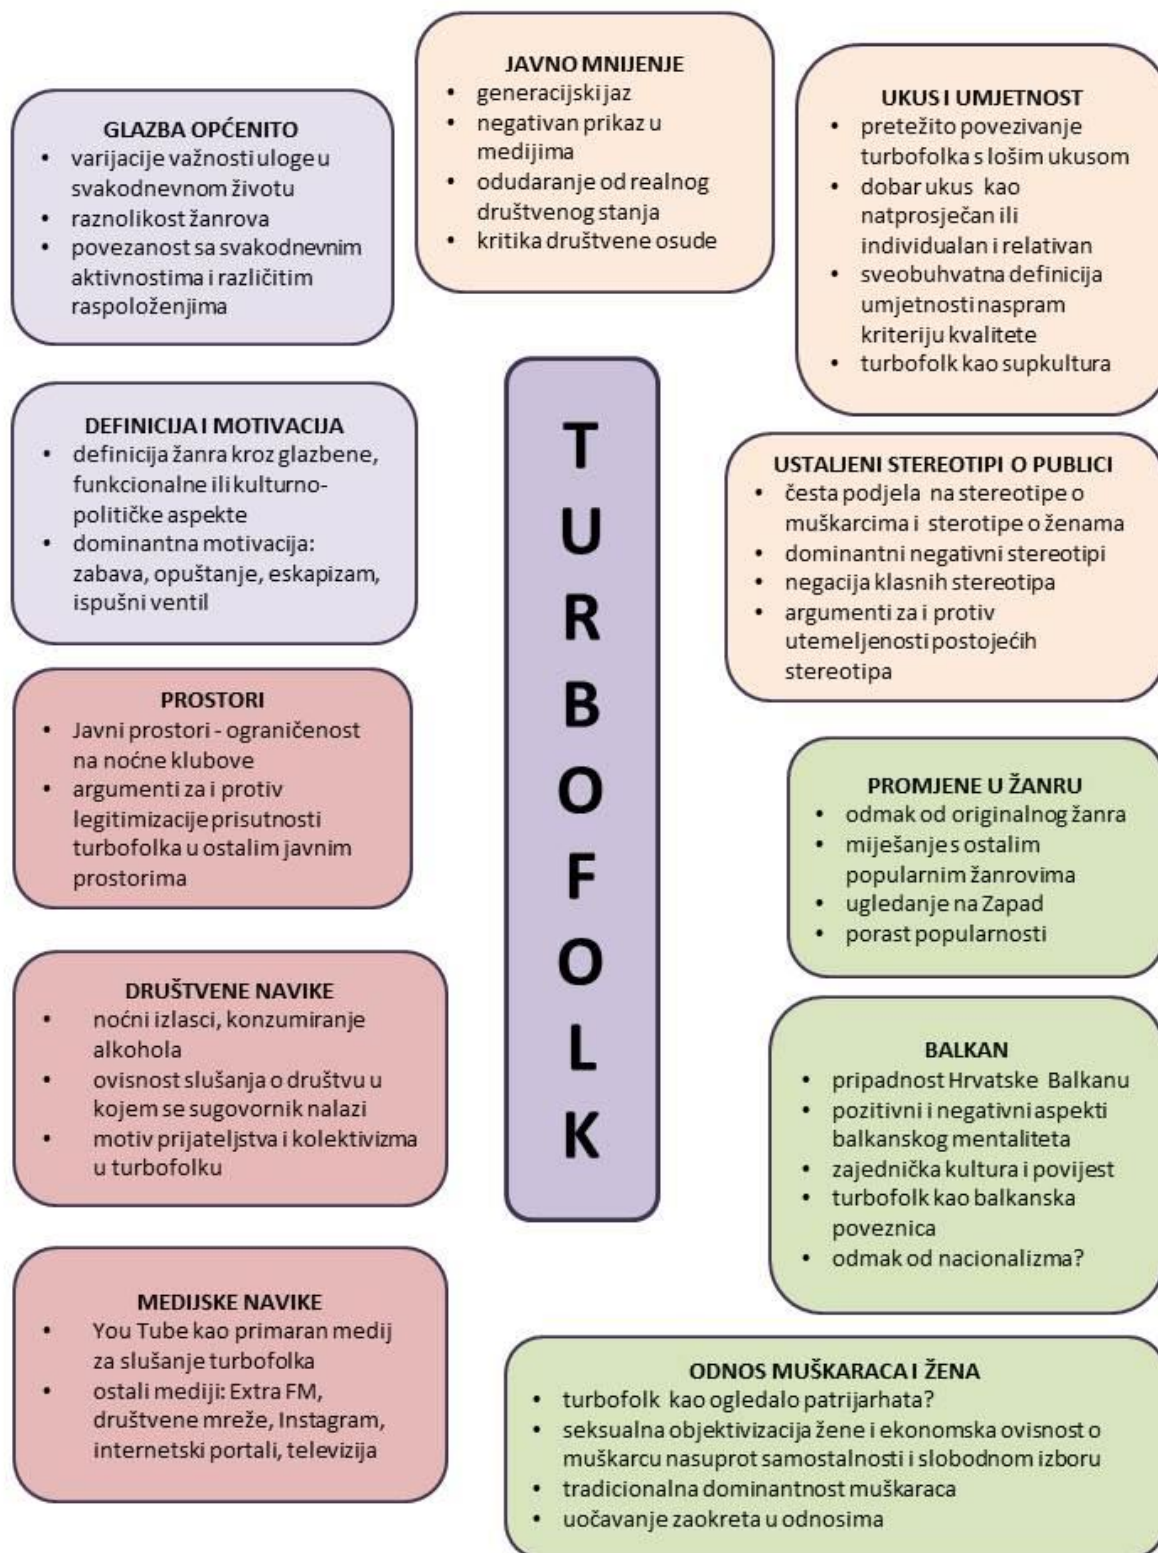 JAVNO MNIJENJE
• generacijski jaz
• negativan prikaz u
medijima
• odudaranje od realnog
društvenog stanja
• kritika društvene osude
UKUS I UMJETNOST
• pretežito povezivanje
turbofolka s lošim ukusom
• dobar ukus kao
natprosječan ili
individualan i relativan
• sveobuhvatna definicija
umjetnosti naspram
kriteriju kvalitete
• turbofolk kao supkultura
GLAZBA OPĆENITO
• varijacije važnosti uloge u
svakodnevnom životu
• raznolikost žanrova
• povezanost sa svakodnevnim
aktivnostima i različitim
raspoloženjima
DEFINICIJA I MOTIVACIJA
• definicija žanra kroz glazbene,
funkcionalne ili kulturno-
političke aspekte
• dominantna motivacija:
zabava, opuštanje, eskapizam,
ispušni ventil
T
U
R
B
O
F
O
L
K
USTALJENI STEREOTIPI O PUBLICI
• česta podjela na stereotipe o
muškarcima i sterotipe o ženama
• dominantni negativni stereotipi
• negacija klasnih stereotipa
• argumenti za i protiv
utemeljenosti postojećih
stereotipa
PROSTORI
• Javni prostori - ograničenost
na noćne klubove
• argumenti za i protiv
legitimizacije prisutnosti
turbofolka u ostalim javnim
prostorima
PROMJENE U ŽANRU
• odmak od originalnog žanra
• miješanje s ostalim
popularnim žanrovima
• ugledanje na Zapad
• porast popularnosti
DRUŠTVENE NAVIKE
• noćni izlasci, konzumiranje
alkohola
• ovisnost slušanja o društvu u
kojem se sugovornik nalazi
• motiv prijateljstva i kolektivizma
u turbofolku
BALKAN
• pripadnost Hrvatske Balkanu
• pozitivni i negativni aspekti
balkanskog mentaliteta
• zajednička kultura i povijest
• turbofolk kao balkanska
poveznica
• odmak od nacionalizma?
MEDIJSKE NAVIKE
• You Tube kao primaran medij
za slušanje turbofolka
• ostali mediji: Extra FM,
društvene mreže, Instagram,
internetski portali, televizija
ODNOS MUŠKARACA I ŽENA
• turbofolk kao ogledalo patrijarhata?
• seksualna objektivizacija žene i ekonomska ovisnost o
muškarcu nasuprot samostalnosti i slobodnom izboru
• tradicionalna dominantnost muškaraca
• uočavanje zaokreta u odnosima